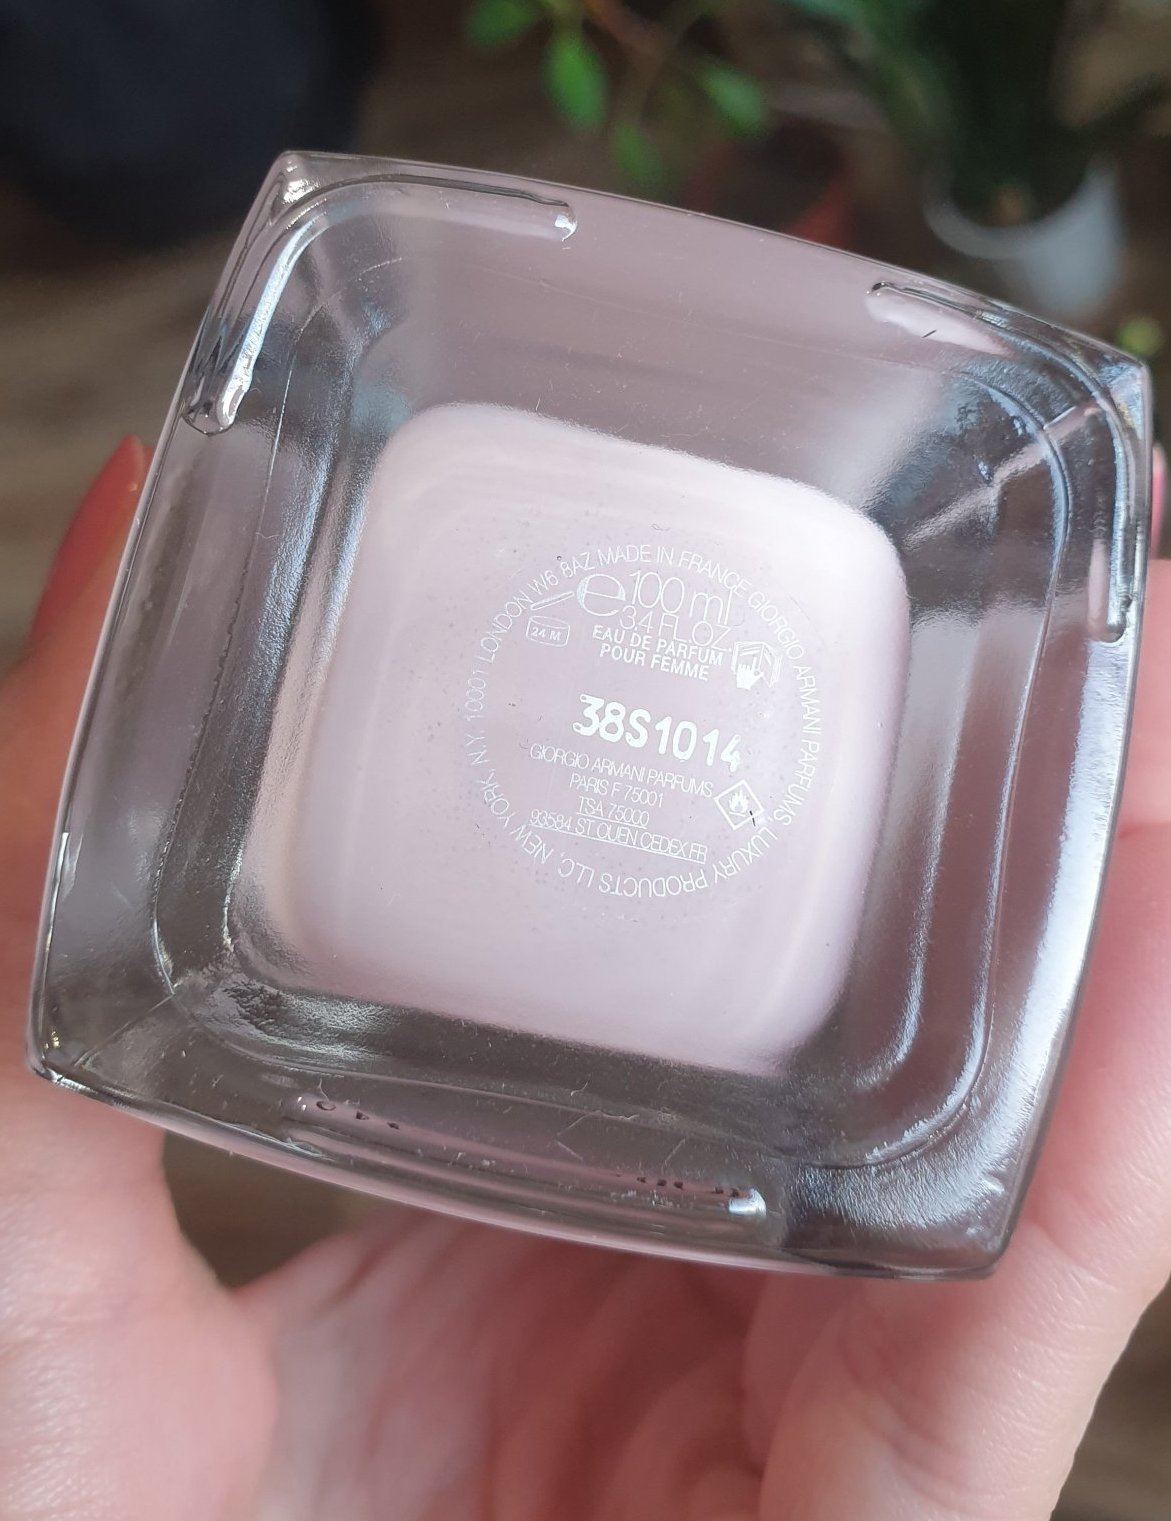 MADE IN FRANCE GIORGIO ARMANI PARFUMS, LUXURY PRODUCTS LLC, NEW YORK, N.Y. 10001 LONDON W6 8AZ
e 100 ml
3.4 FL.OZ.
24 M
EAU DE PARFUM
POUR FEMME
38S1014
GIORGIO ARMANI PARFUMS
PARIS F 75001
TSA 75000
93584 ST OUEN CEDEX FR